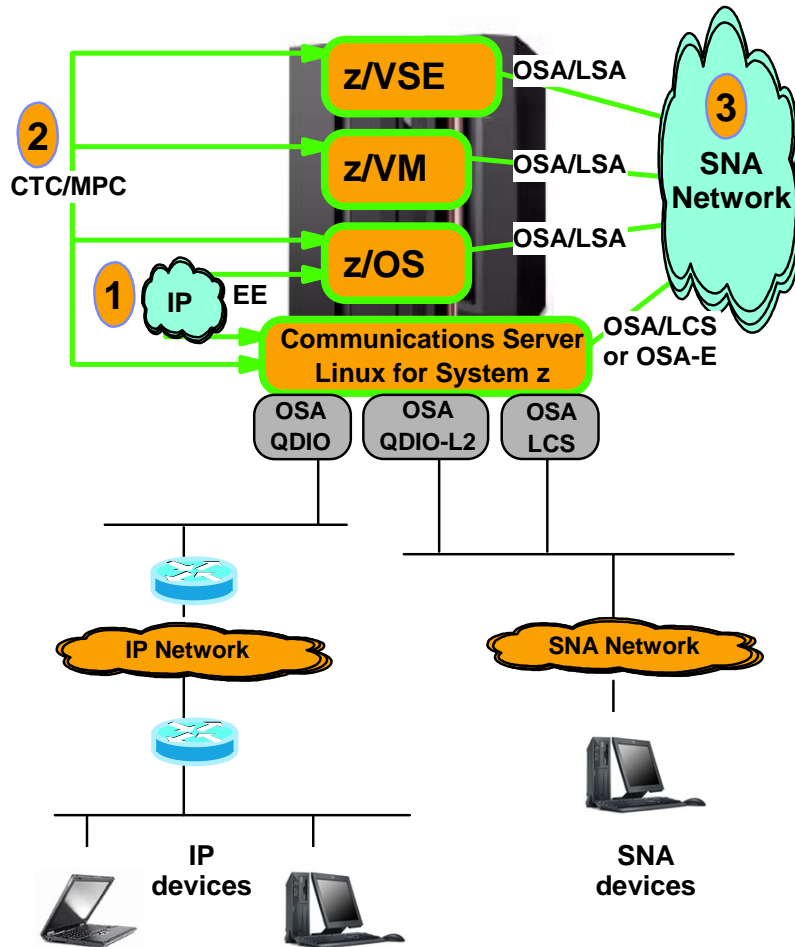 z/VSE
OSA/LSA
3
2
SNA
Network
CTC/MPC
z/VM
OSA/LSA
z/OS
OSA/LSA
1
IP
EE
Communications Server
Linux for System z
OSA/LCS
or OSA-E
OSA
QDIO
OSA
QDIO-L2
OSA
LCS
IP Network
SNA Network
IP
devices
SNA
devices